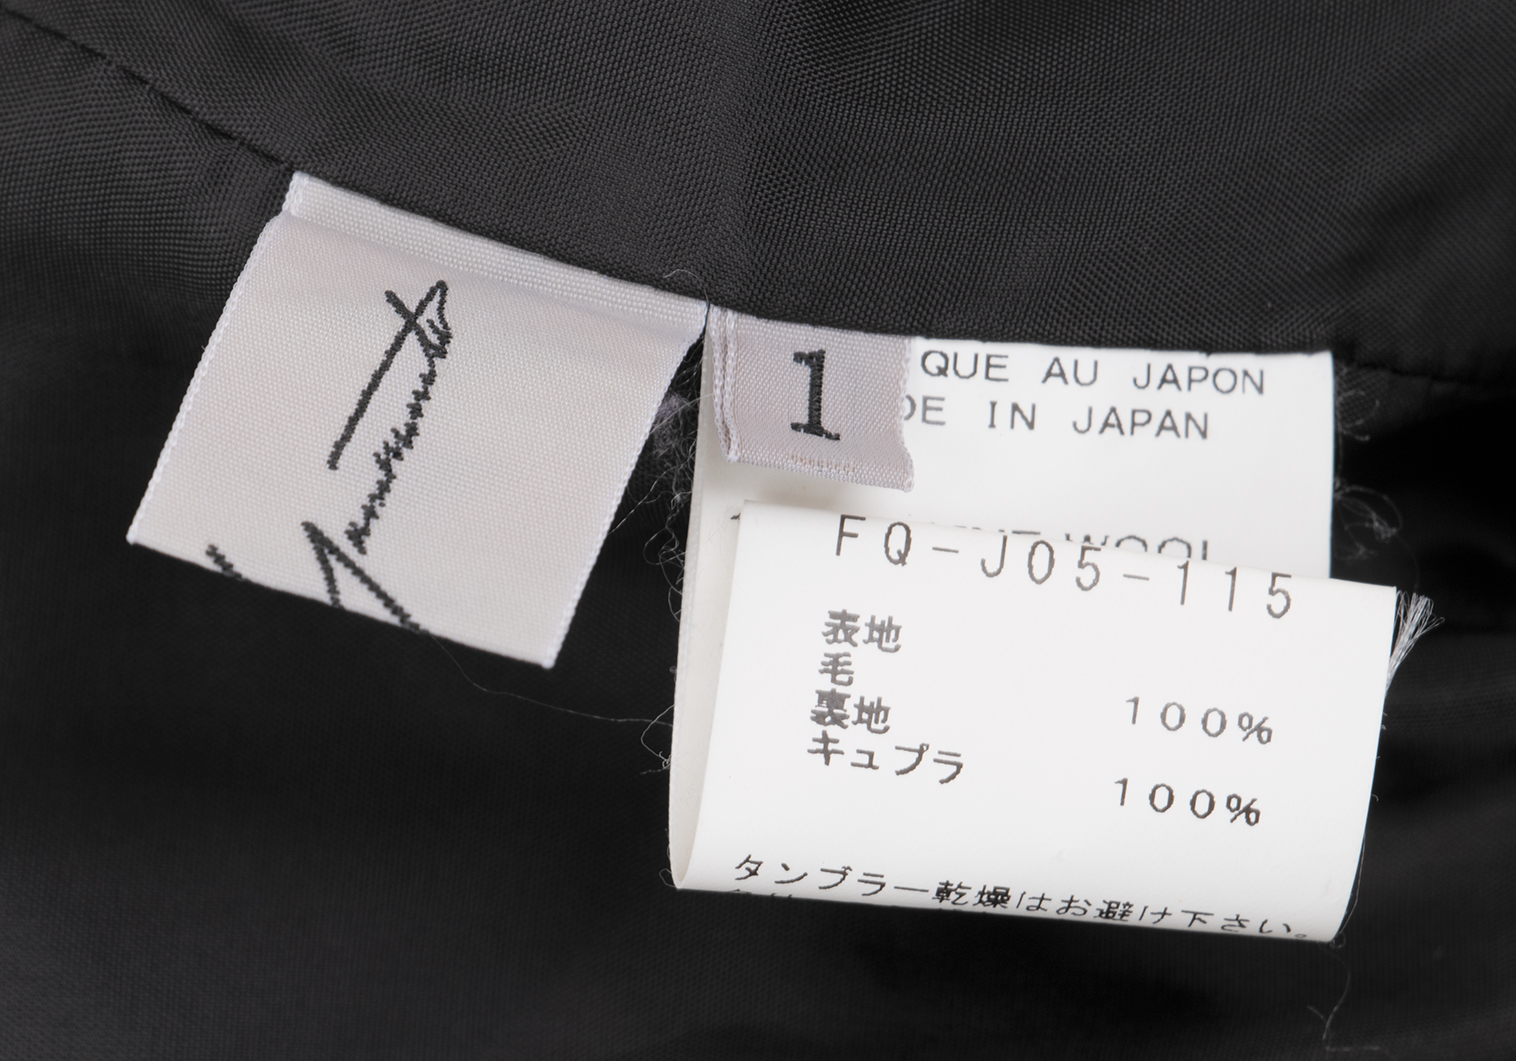 1
QUE AU JAPON
DE IN JAPAN
WOOL
FQ-J05-115
表地
毛 100%
裏地
キュプラ 100%
タンブラー乾燥はお避け下さい。